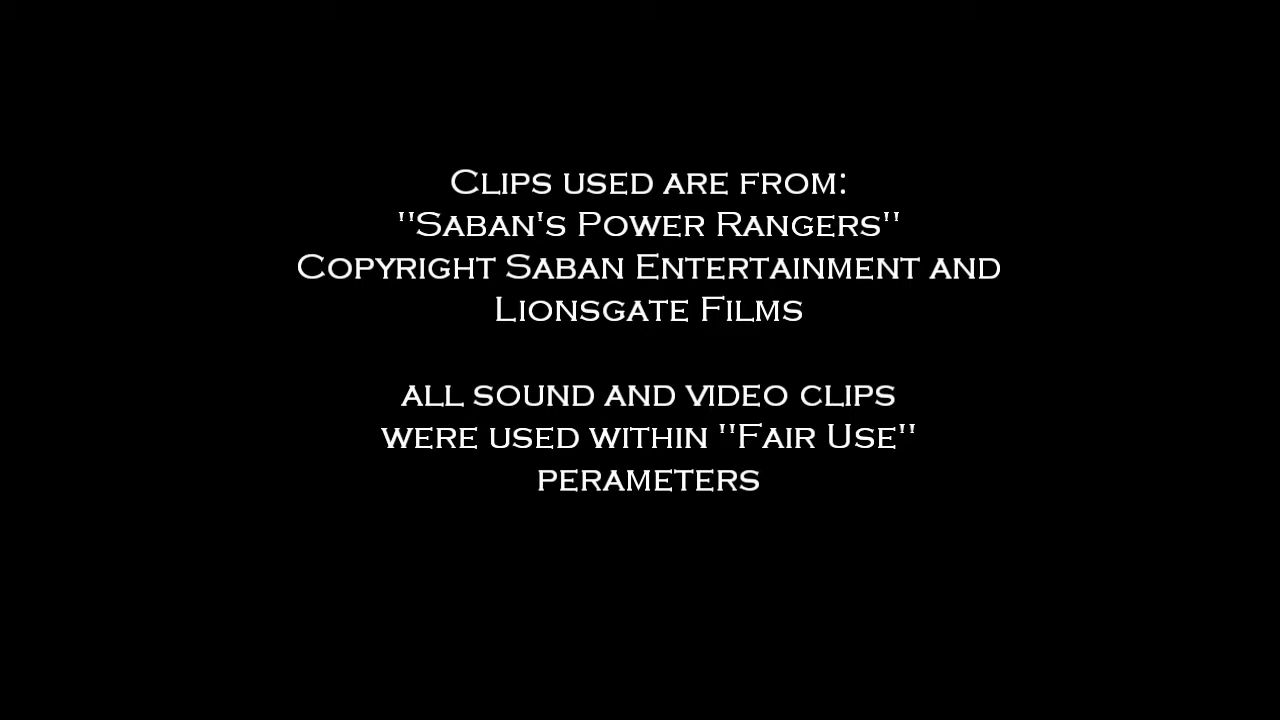 Clips used are from:
"Saban's Power Rangers"
Copyright Saban Entertainment and
Lionsgate Films
all sound and video clips
were used within "Fair Use"
perameters